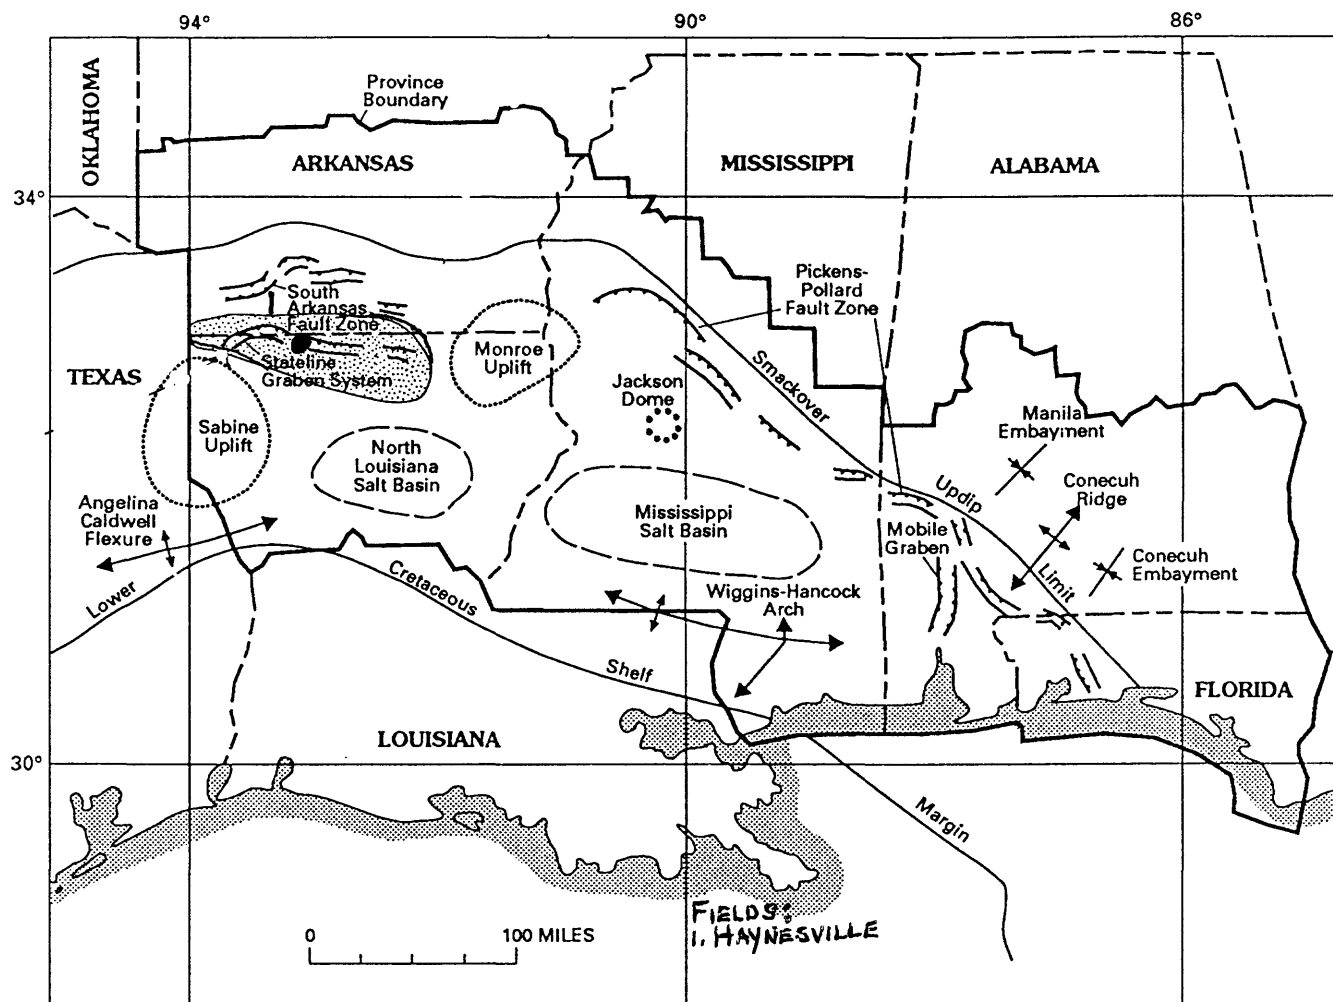 94°
90°
86°
OKLAHOMA
Province
Boundary
ARKANSAS
MISSISSIPPI
ALABAMA
34°
Pickens-
Pollard
Fault Zone
South
Arkansas
Fault Zone
Stateline
Graben System
Monroe
Uplift
TEXAS
Jackson
Dome
Smackover
Updip
Limit
Sabine
Uplift
North
Louisiana
Salt Basin
Manila
Embayment
Conecuh
Ridge
Angelina
Caldwell
Flexure
Mississippi
Salt Basin
Mobile
Graben
Conecuh
Embayment
Lower
Cretaceous
Shelf
Margin
Wiggins-Hancock
Arch
FLORIDA
LOUISIANA
30°
FIELDS:
1. HAYNESVILLE
0
100 MILES